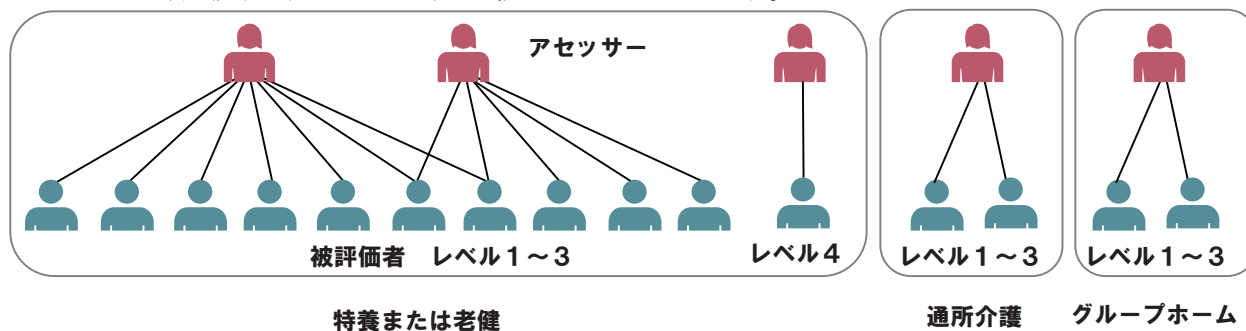 アセッサー
被評価者 レベル1～3
レベル4
レベル1～3
レベル1～3
特養または老健
通所介護
グループホーム